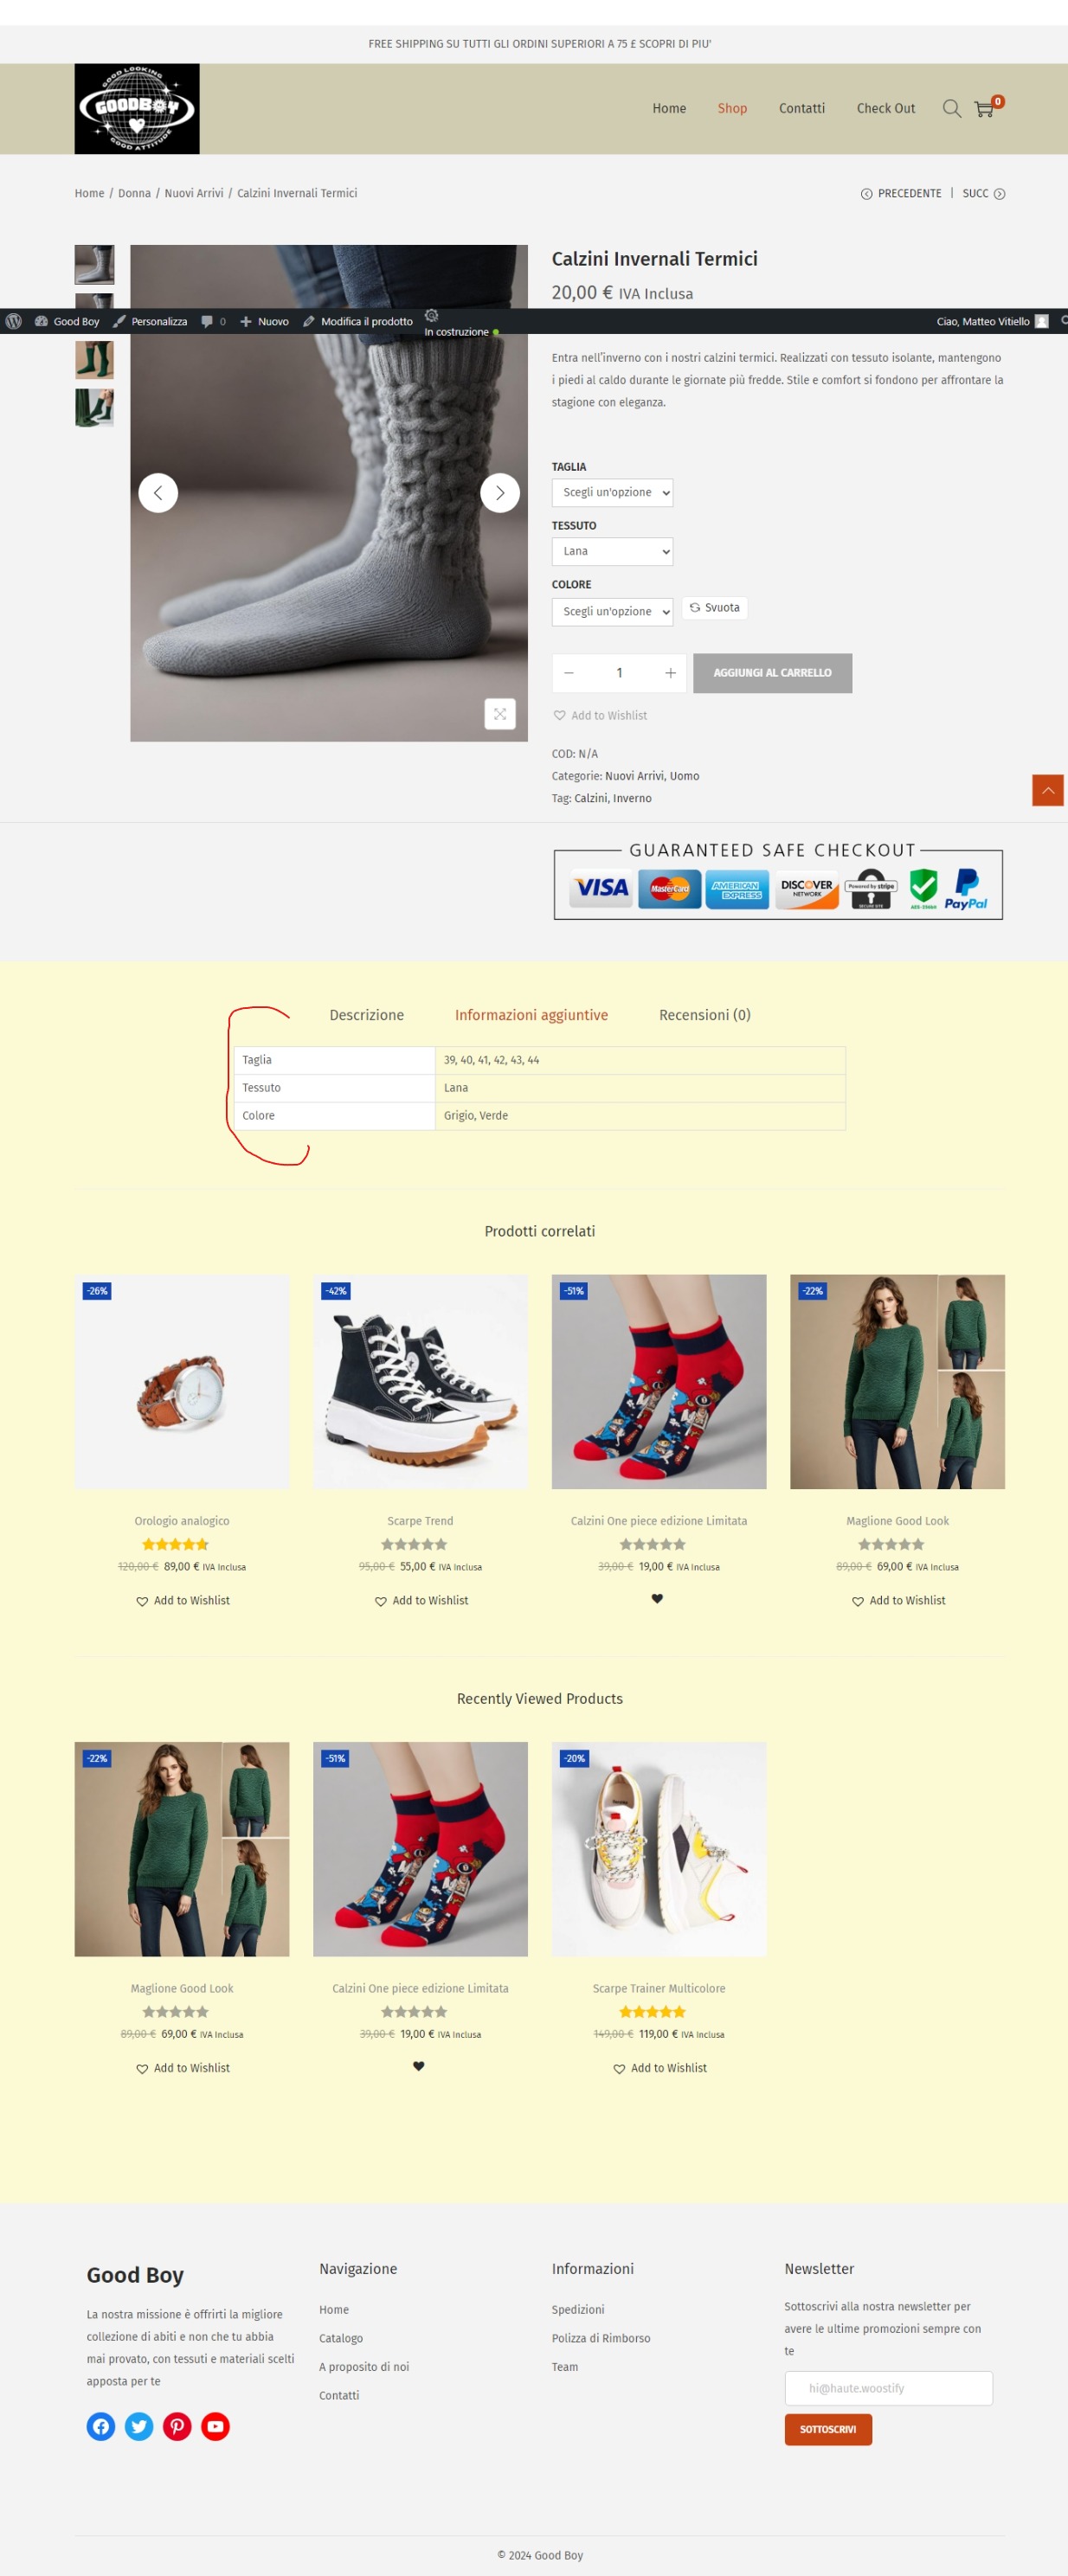 FREE SHIPPING SU TUTTI GLI ORDINI SUPERIORI A 75 £ SCOPRI DI PIU'
GOOD LOOKING
GOODBOY
GOOD ATTITUDE
Home Shop Contatti Check Out 0
Home / Donna / Nuovi Arrivi / Calzini Invernali Termici
PRECEDENTE | SUCC
Calzini Invernali Termici
20,00 € IVA Inclusa
Good Boy Personalizza 0 Nuovo Modifica il prodotto In costruzione Ciao, Matteo Vitiello
Entra nell'inverno con i nostri calzini termici. Realizzati con tessuto isolante, mantengono
i piedi al caldo durante le giornate più fredde. Stile e comfort si fondono per affrontare la
stagione con eleganza.
TAGLIA
Scegli un'opzione
TESSUTO
Lana
COLORE
Scegli un'opzione Svuota
1 AGGIUNGI AL CARRELLO
Add to Wishlist
COD: N/A
Categorie: Nuovi Arrivi, Uomo
Tag: Calzini, Inverno
GUARANTEED SAFE CHECKOUT
VISA MasterCard AMERICAN EXPRESS DISCOVER NETWORK Powered by stripe SECURE SITE PayPal
Descrizione Informazioni aggiuntive Recensioni (0)
Taglia 39, 40, 41, 42, 43, 44
Tessuto Lana
Colore Grigio, Verde
Prodotti correlati
-26% -42% -51% -22%
Orologio analogico Scarpe Trend Calzini One piece edizione Limitata Maglione Good Look
120,00 € 89,00 € IVA Inclusa 95,00 € 55,00 € IVA Inclusa 39,00 € 19,00 € IVA Inclusa 89,00 € 69,00 € IVA Inclusa
Add to Wishlist Add to Wishlist Add to Wishlist
Recently Viewed Products
-22% -51% -20%
Maglione Good Look Calzini One piece edizione Limitata Scarpe Trainer Multicolore
89,00 € 69,00 € IVA Inclusa 39,00 € 19,00 € IVA Inclusa 149,00 € 119,00 € IVA Inclusa
Add to Wishlist Add to Wishlist
Good Boy
La nostra missione è offrirti la migliore
collezione di abiti e non che tu abbia
mai provato, con tessuti e materiali scelti
apposta per te
Navigazione
Home
Catalogo
A proposito di noi
Contatti
Informazioni
Spedizioni
Polizza di Rimborso
Team
Newsletter
Sottoscrivi alla nostra newsletter per
avere le ultime promozioni sempre con
te
hi@haute.woostify
SOTTOSCRIVI
© 2024 Good Boy